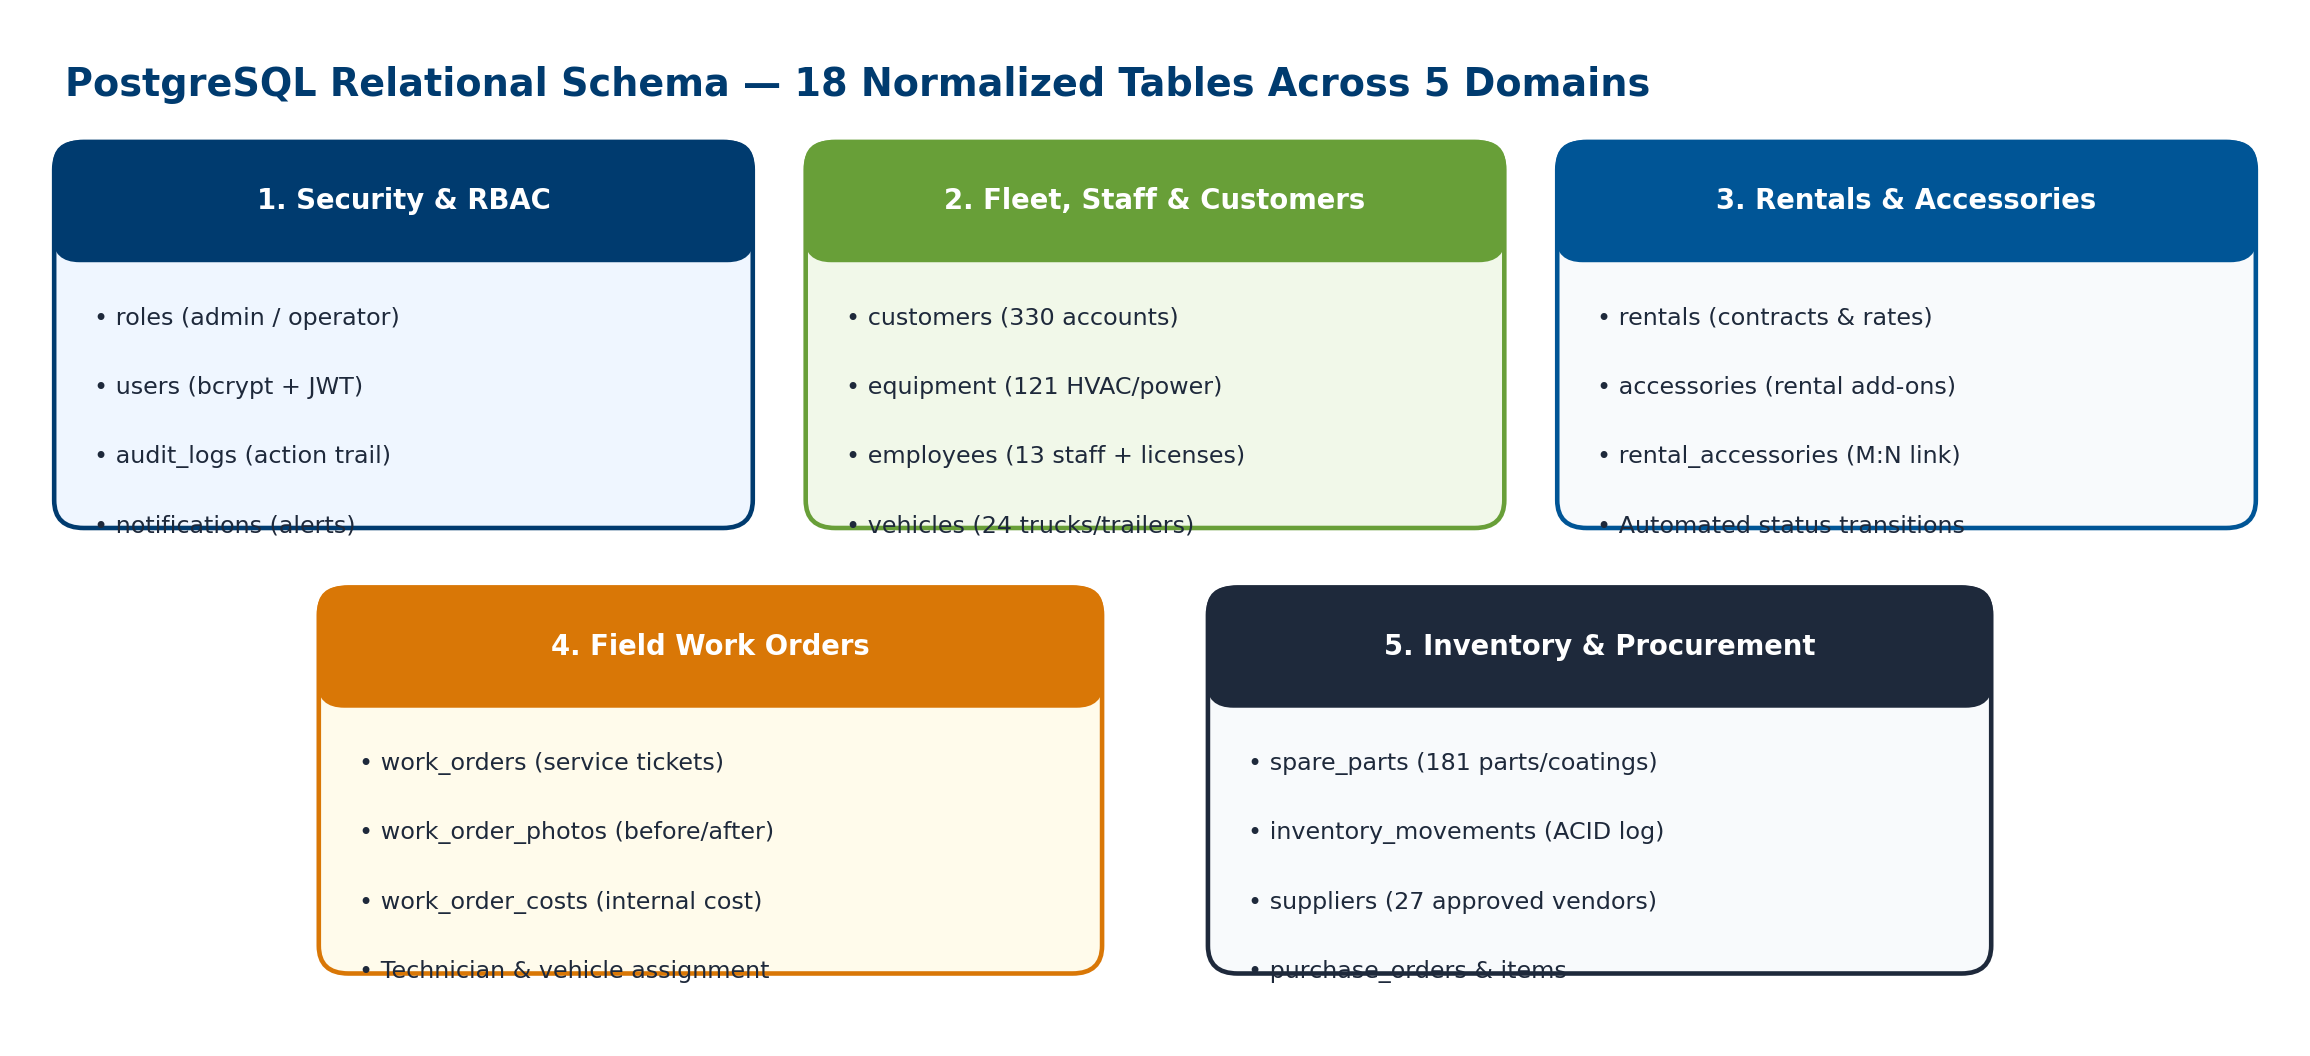 PostgreSQL Relational Schema — 18 Normalized Tables Across 5 Domains
1. Security & RBAC
• roles (admin / operator)
• users (bcrypt + JWT)
• audit_logs (action trail)
• notifications (alerts)
2. Fleet, Staff & Customers
• customers (330 accounts)
• equipment (121 HVAC/power)
• employees (13 staff + licenses)
• vehicles (24 trucks/trailers)
3. Rentals & Accessories
• rentals (contracts & rates)
• accessories (rental add-ons)
• rental_accessories (M:N link)
• Automated status transitions
4. Field Work Orders
• work_orders (service tickets)
• work_order_photos (before/after)
• work_order_costs (internal cost)
• Technician & vehicle assignment
5. Inventory & Procurement
• spare_parts (181 parts/coatings)
• inventory_movements (ACID log)
• suppliers (27 approved vendors)
• purchase_orders & items